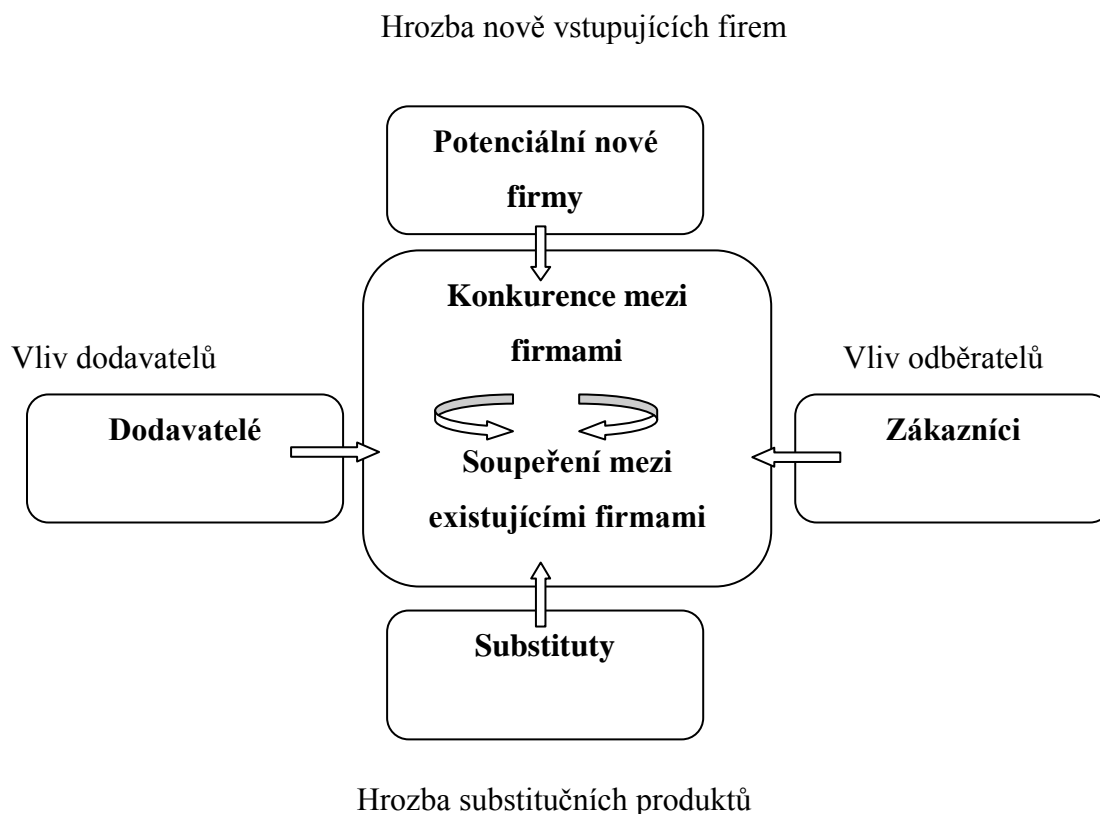 Hrozba nově vstupujících firem
Potenciální nové
firmy
Konkurence mezi
firmami
Vliv dodavatelů
Vliv odběratelů
Dodavatelé
Zákazníci
Soupeření mezi
existujícími firmami
Substituty
Hrozba substitučních produktů